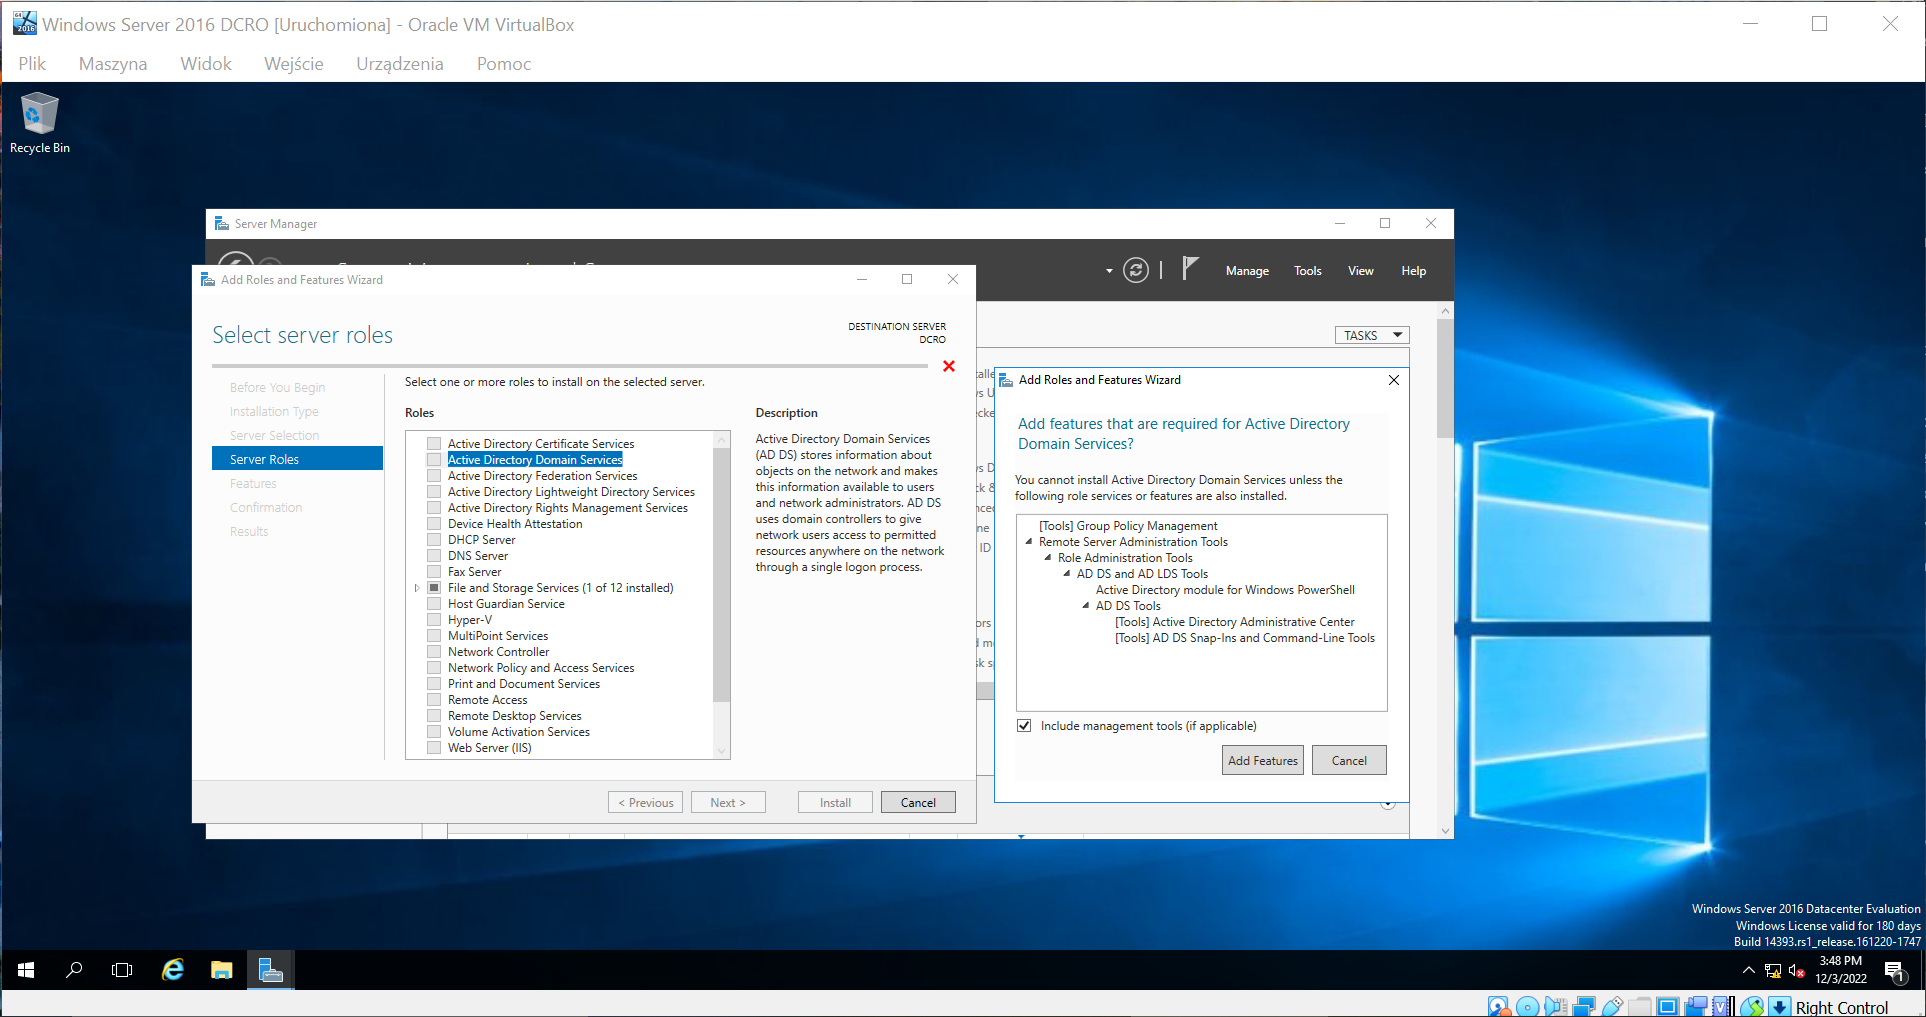 Windows Server 2016 DCRO [Uruchomiona] - Oracle VM VirtualBox
Plik Maszyna Widok Wejście Urządzenia Pomoc
Recycle Bin
Server Manager
Manage Tools View Help
TASKS
Add Roles and Features Wizard
Select server roles
DESTINATION SERVER
DCRO
Before You Begin
Installation Type
Server Selection
Server Roles
Features
Confirmation
Results
Select one or more roles to install on the selected server.
Roles
Active Directory Certificate Services
Active Directory Domain Services
Active Directory Federation Services
Active Directory Lightweight Directory Services
Active Directory Rights Management Services
Device Health Attestation
DHCP Server
DNS Server
Fax Server
File and Storage Services (1 of 12 installed)
Host Guardian Service
Hyper-V
MultiPoint Services
Network Controller
Network Policy and Access Services
Print and Document Services
Remote Access
Remote Desktop Services
Volume Activation Services
Web Server (IIS)
Description
Active Directory Domain Services
(AD DS) stores information about
objects on the network and makes
this information available to users
and network administrators. AD DS
uses domain controllers to give
network users access to permitted
resources anywhere on the network
through a single logon process.
< Previous Next > Install Cancel
Add Roles and Features Wizard
Add features that are required for Active Directory
Domain Services?
You cannot install Active Directory Domain Services unless the
following role services or features are also installed.
[Tools] Group Policy Management
Remote Server Administration Tools
Role Administration Tools
AD DS and AD LDS Tools
Active Directory module for Windows PowerShell
AD DS Tools
[Tools] Active Directory Administrative Center
[Tools] AD DS Snap-Ins and Command-Line Tools
Include management tools (if applicable)
Add Features Cancel
Windows Server 2016 Datacenter Evaluation
Windows License valid for 180 days
Build 14393.rs1_release.161220-1747
3:48 PM
12/3/2022
1
Right Control